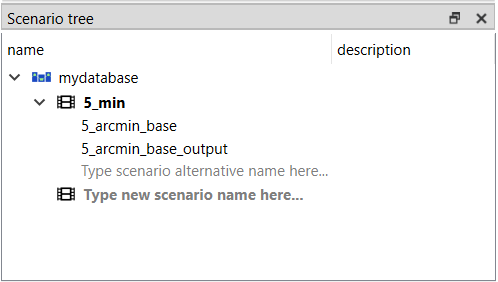 Scenario tree
name description
mydatabase
5_min
5_arcmin_base
5_arcmin_base_output
Type scenario alternative name here...
Type new scenario name here...